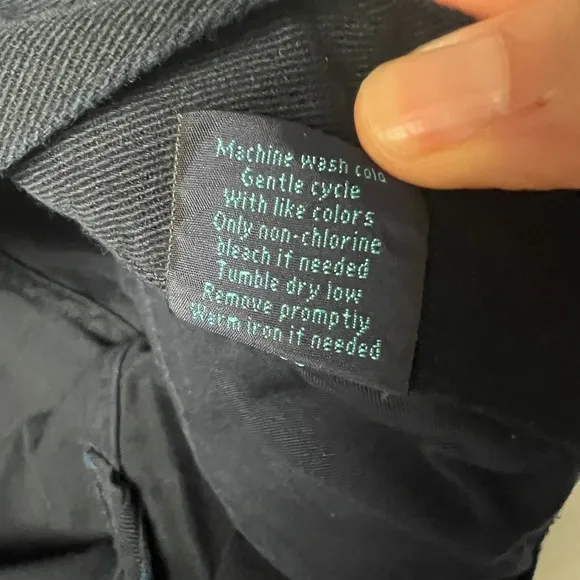 Machine wash cold
Gentle cycle
With like colors
Only non-chlorine
bleach if needed
Tumble dry low
Remove promptly
Warm iron if needed